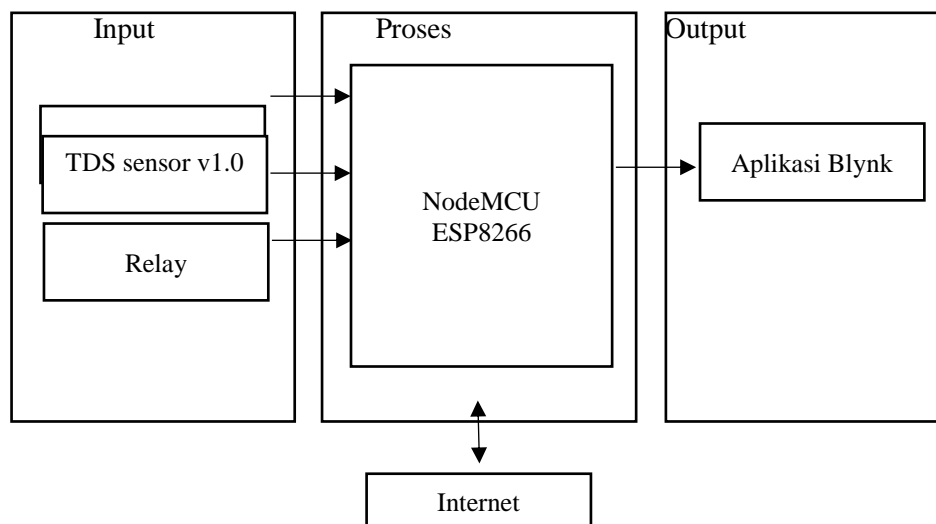 Input
Proses
Output
TDS sensor v1.0
Relay
NodeMCU
ESP8266
Aplikasi Blynk
Internet